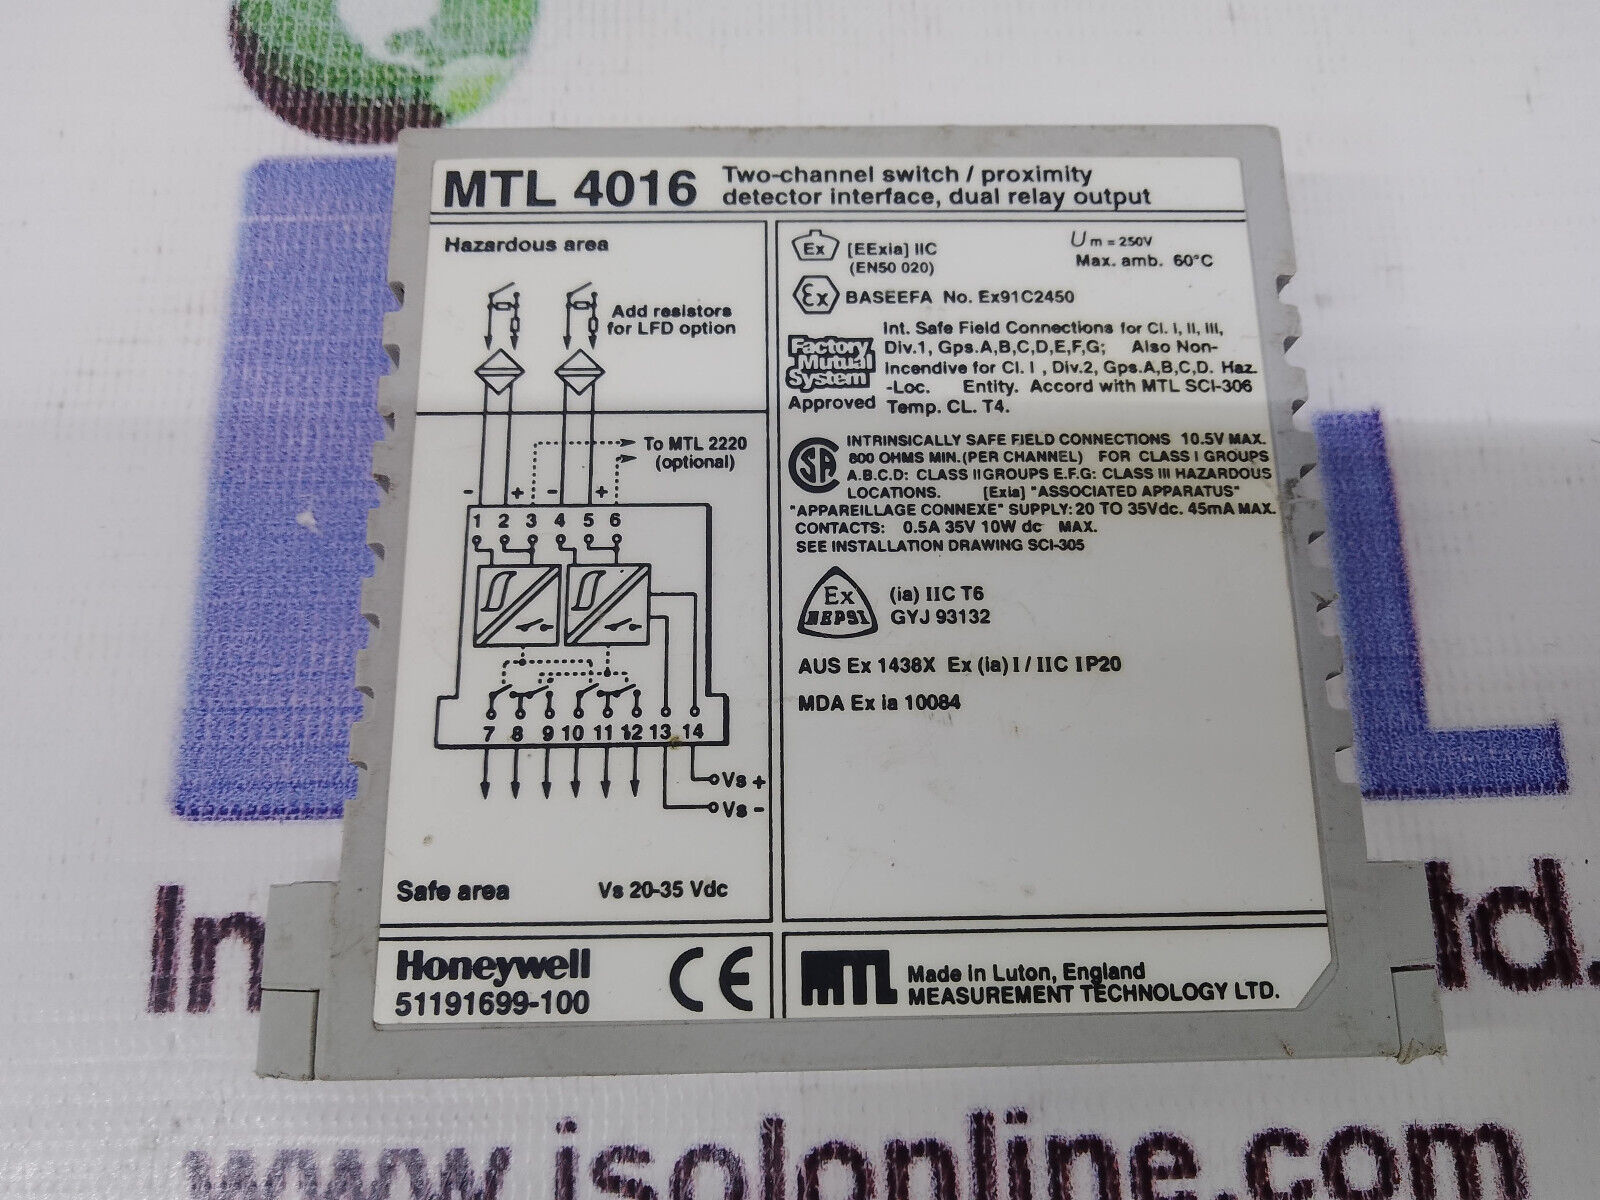 MTL 4016
Two-channel switch / proximity
detector interface, dual relay output
Hazardous area
Add resistors
for LFD option
To MTL 2220
(optional)
- + - +
1 2 3 4 5 6
7 8 9 10 11 12 13 14
Vs +
Vs -
Safe area Vs 20-35 Vdc
Ex [EExia] IIC
(EN50 020)
Um = 250V
Max. amb. 60°C
Ex BASEEFA No. Ex91C2450
Factory
Mutual
System
Approved
Int. Safe Field Connections for Cl. I, II, III,
Div.1, Gps.A,B,C,D,E,F,G; Also Non-
Incendive for Cl. I , Div.2, Gps.A,B,C,D. Haz.
-Loc. Entity. Accord with MTL SCI-306
Temp. CL. T4.
SA
INTRINSICALLY SAFE FIELD CONNECTIONS 10.5V MAX.
800 OHMS MIN.(PER CHANNEL) FOR CLASS I GROUPS
A.B.C.D: CLASS II GROUPS E.F.G: CLASS III HAZARDOUS
LOCATIONS. [Exia] "ASSOCIATED APPARATUS"
"APPAREILLAGE CONNEXE" SUPPLY: 20 TO 35Vdc. 45mA MAX.
CONTACTS: 0.5A 35V 10W dc MAX.
SEE INSTALLATION DRAWING SCI-305
Ex
NEPSI
(ia) IIC T6
GYJ 93132
AUS Ex 1438X Ex (ia) I / IIC IP20
MDA Ex ia 10084
Honeywell
51191699-100
CE
MTL
Made in Luton, England
MEASUREMENT TECHNOLOGY LTD.
In
td.
www.isolonline.com